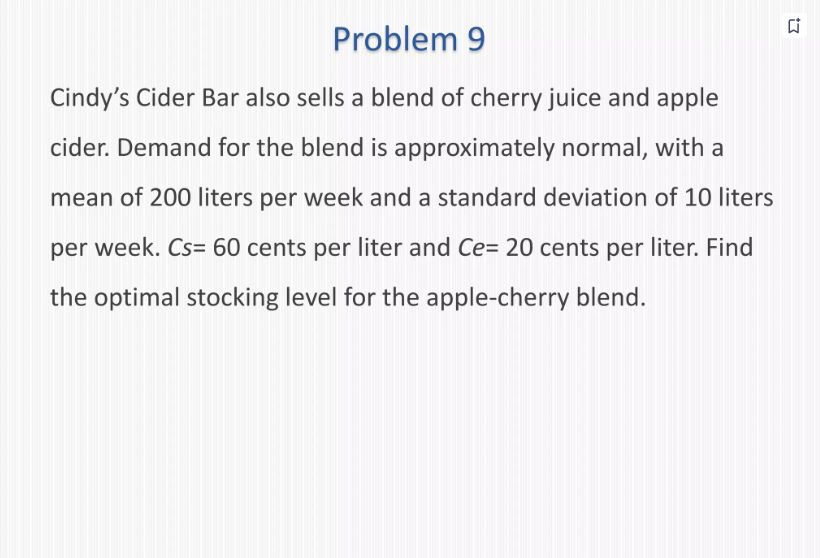 Problem 9
Cindy’s Cider Bar also sells a blend of cherry juice and apple
cider. Demand for the blend is approximately normal, with a
mean of 200 liters per week and a standard deviation of 10 liters
per week. Cs= 60 cents per liter and Ce= 20 cents per liter. Find
the optimal stocking level for the apple-cherry blend.